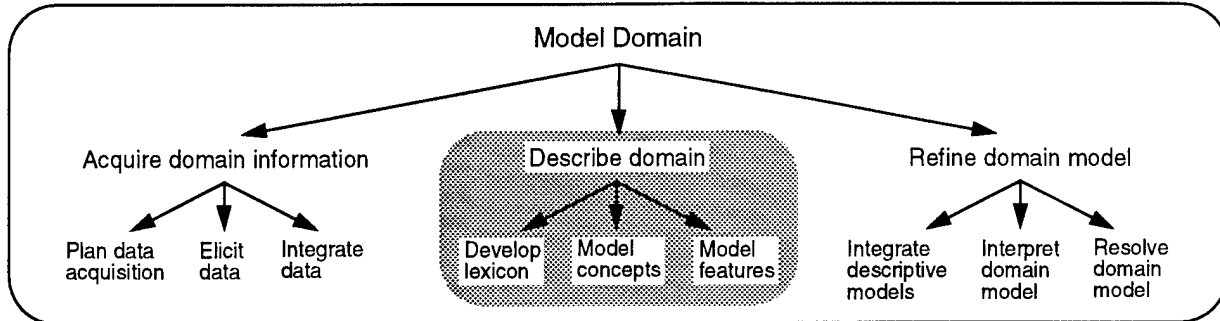 Model Domain
Acquire domain information
Describe domain
Refine domain model
Plan data
acquisition
Elicit
data
Integrate
data
Develop
lexicon
Model
concepts
Model
features
Integrate
descriptive
models
Interpret
domain
model
Resolve
domain
model